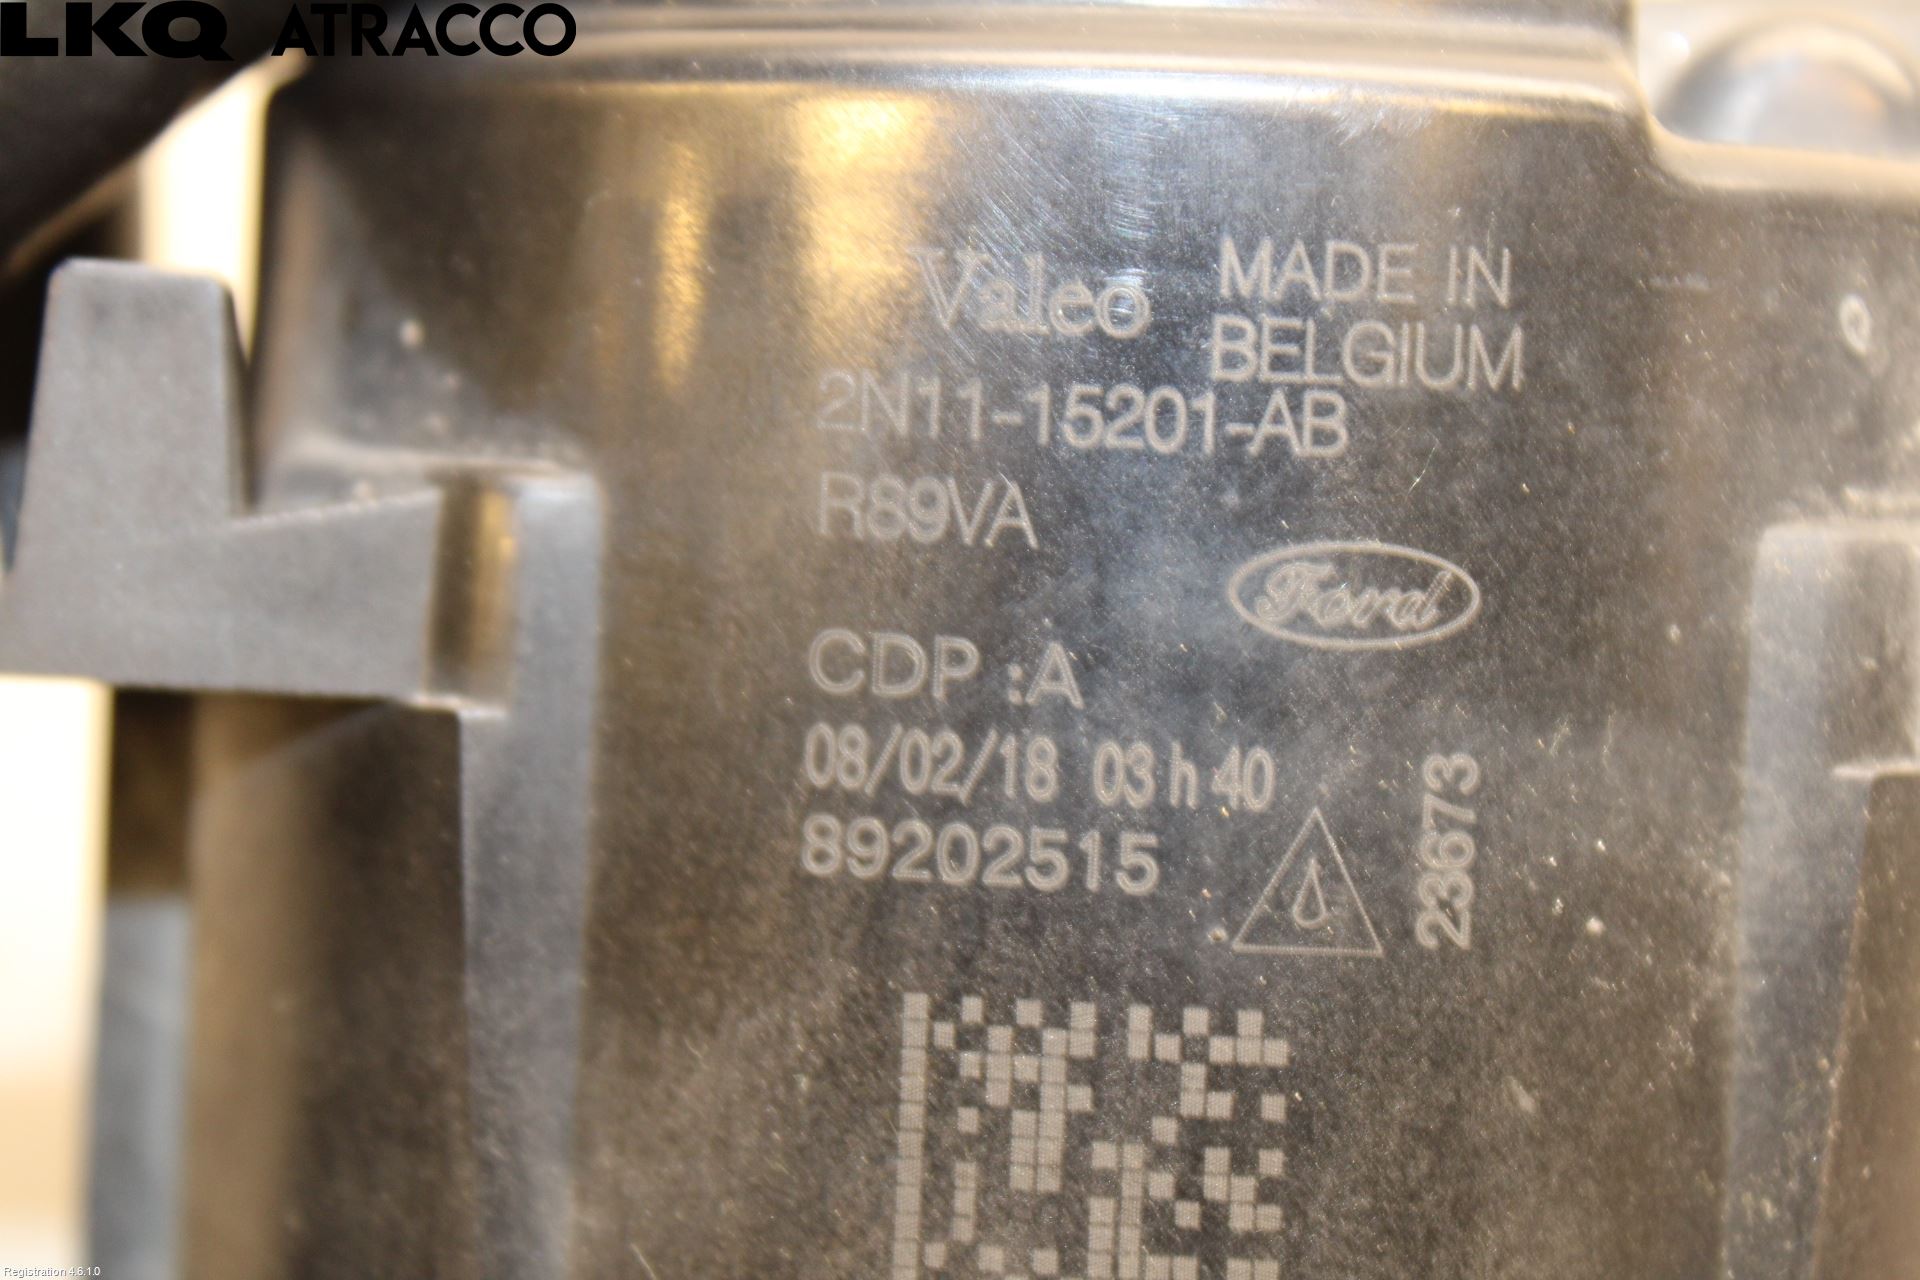 LKQ ATRACCO
Valeo
MADE IN
BELGIUM
2N11-15201-AB
R89VA
Ford
CDP :A
08/02/18 03 h 40
89202515
23673
Registration 4.6.1.0